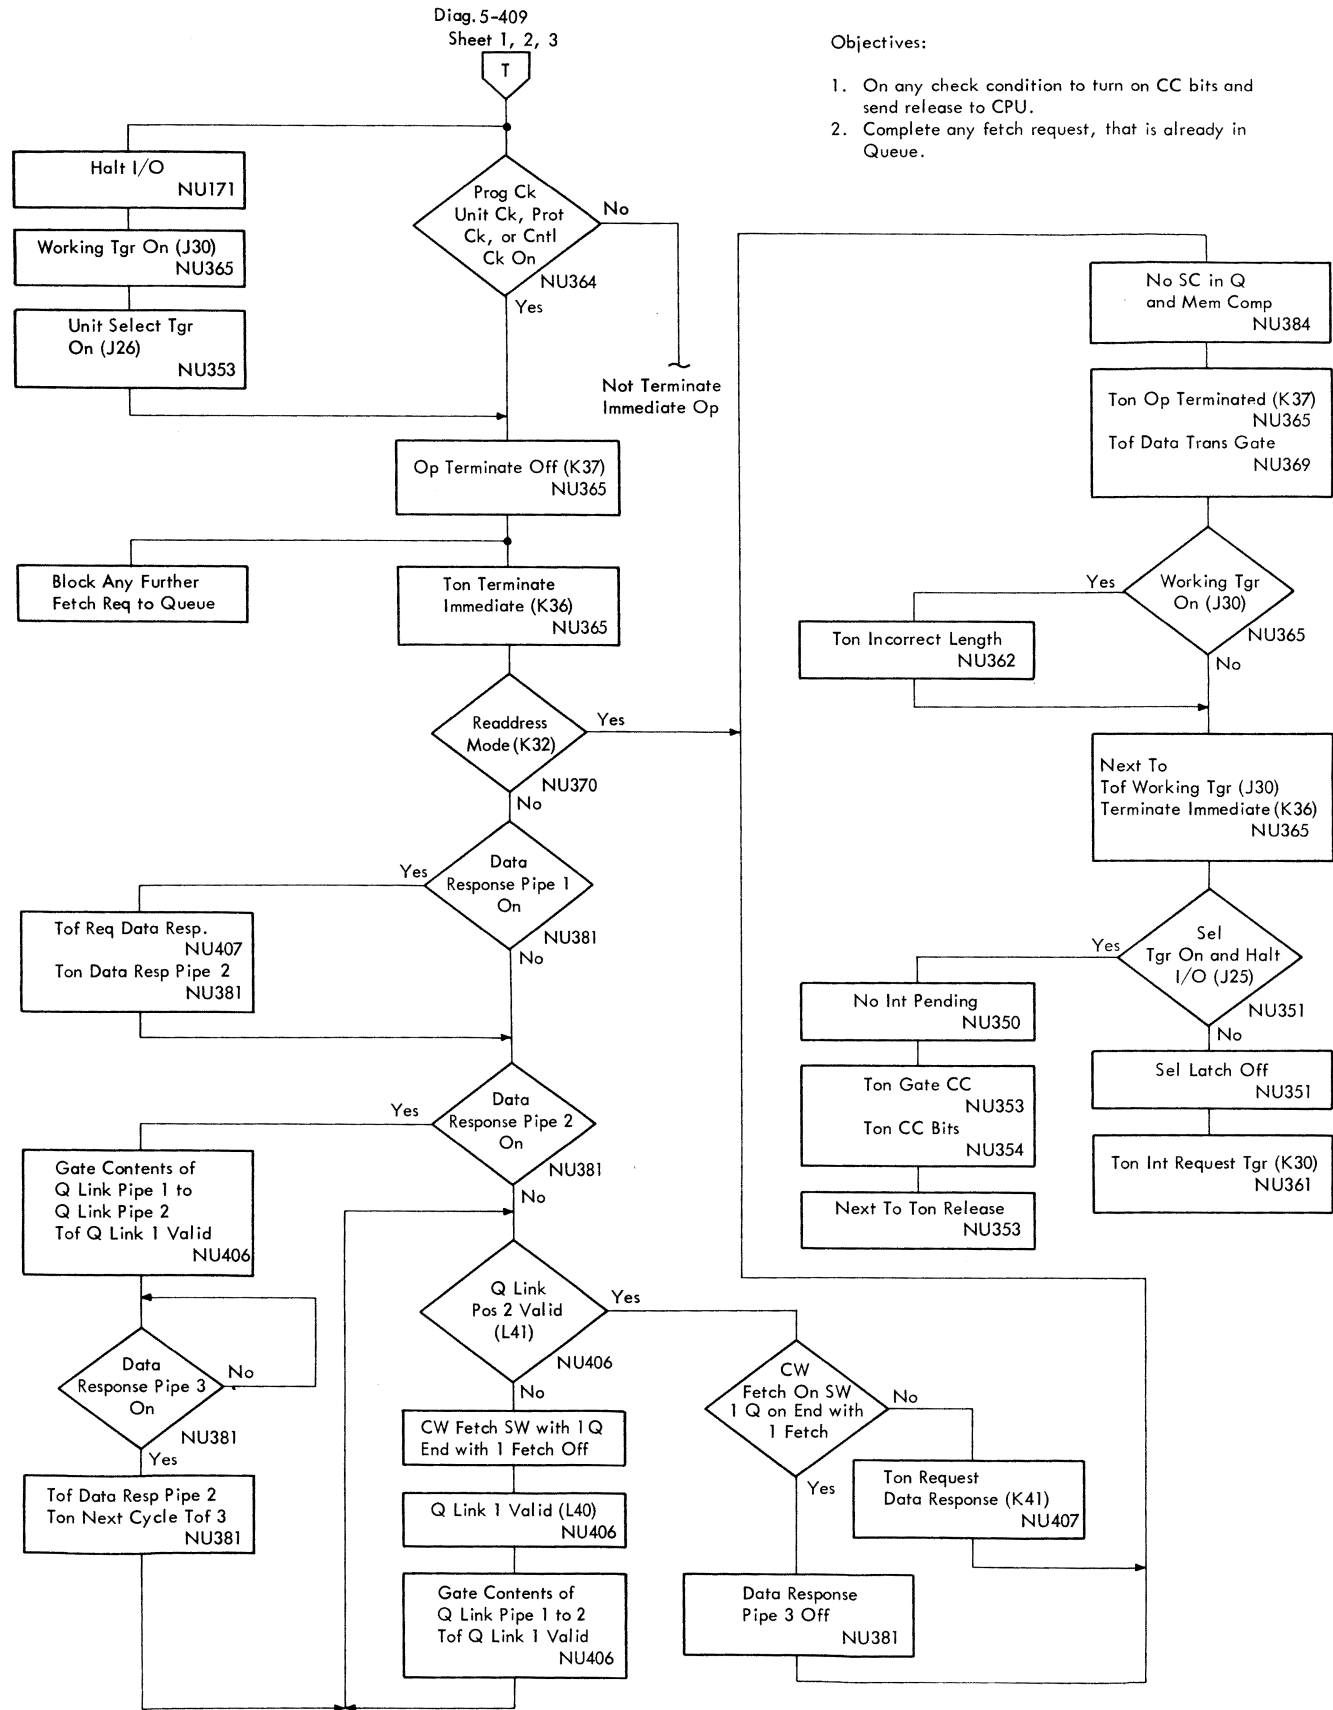 Diag. 5-409
Sheet 1, 2, 3
T
Objectives:
1. On any check condition to turn on CC bits and
send release to CPU.
2. Complete any fetch request, that is already in
Queue.
Halt I/O
NU171
Working Tgr On (J30)
NU365
Unit Select Tgr
On (J26)
NU353
Prog Ck
Unit Ck, Prot
Ck, or Cntl
Ck On
NU364
No
Yes
Not Terminate
Immediate Op
Op Terminate Off (K37)
NU365
Block Any Further
Fetch Req to Queue
Ton Terminate
Immediate (K36)
NU365
Readdress
Mode (K32)
NU370
Yes
No
Data
Response Pipe 1
On
NU381
Yes
No
Tof Req Data Resp.
NU407
Ton Data Resp Pipe 2
NU381
Data
Response Pipe 2
On
NU381
Yes
No
Gate Contents of
Q Link Pipe 1 to
Q Link Pipe 2
Tof Q Link 1 Valid
NU406
Data
Response Pipe 3
On
NU381
No
Yes
Tof Data Resp Pipe 2
Ton Next Cycle Tof 3
NU381
Q Link
Pos 2 Valid
(L41)
NU406
Yes
No
CW Fetch SW with 1 Q
End with 1 Fetch Off
Q Link 1 Valid (L40)
NU406
Gate Contents of
Q Link Pipe 1 to 2
Tof Q Link 1 Valid
NU406
CW
Fetch On SW
1 Q on End with
1 Fetch
No
Yes
Ton Request
Data Response (K41)
NU407
Data Response
Pipe 3 Off
NU381
No SC in Q
and Mem Comp
NU384
Ton Op Terminated (K37)
NU365
Tof Data Trans Gate
NU369
Working Tgr
On (J30)
NU365
Yes
No
Ton Incorrect Length
NU362
Next To
Tof Working Tgr (J30)
Terminate Immediate (K36)
NU365
Sel
Tgr On and Halt
I/O (J25)
NU351
Yes
No
No Int Pending
NU350
Ton Gate CC
NU353
Ton CC Bits
NU354
Next To Ton Release
NU353
Sel Latch Off
NU351
Ton Int Request Tgr (K30)
NU361